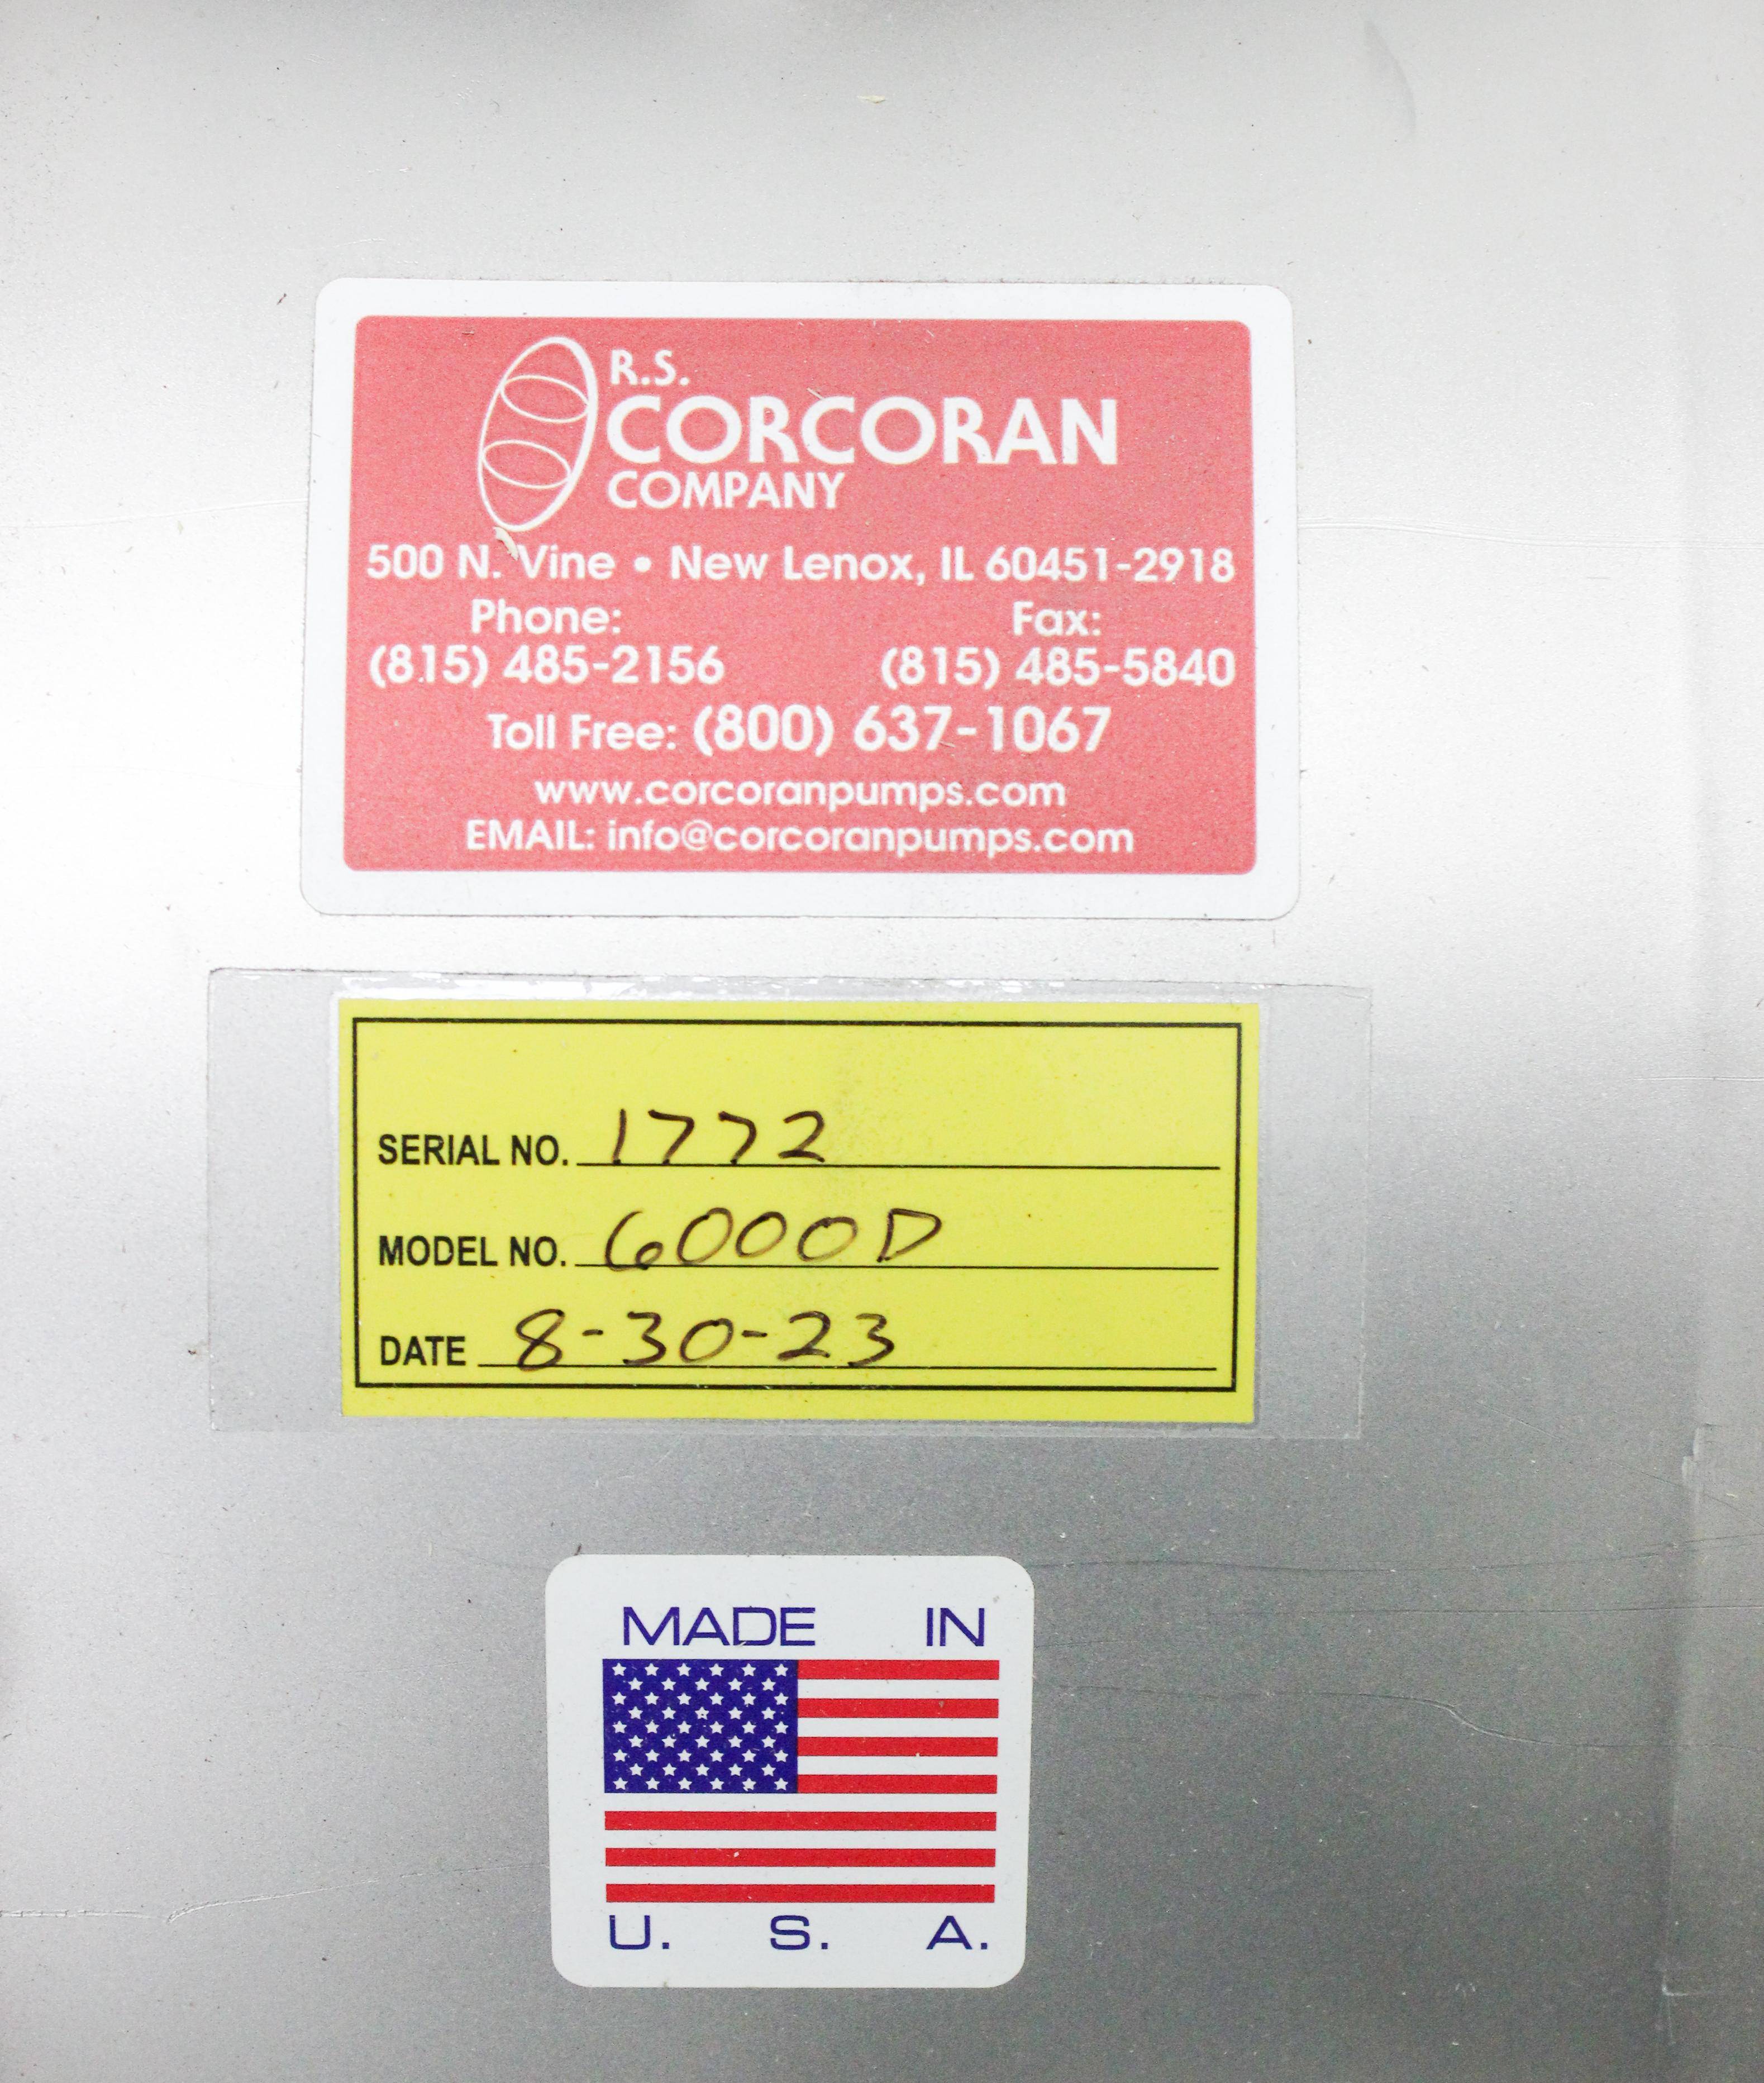 R.S.
CORCORAN
COMPANY
500 N. Vine • New Lenox, IL 60451-2918
Phone: Fax:
(815) 485-2156 (815) 485-5840
Toll Free: (800) 637-1067
www.corcoranpumps.com
EMAIL: info@corcoranpumps.com
SERIAL NO. 1772
MODEL NO. 6000D
DATE 8-30-23
MADE IN
U. S. A.